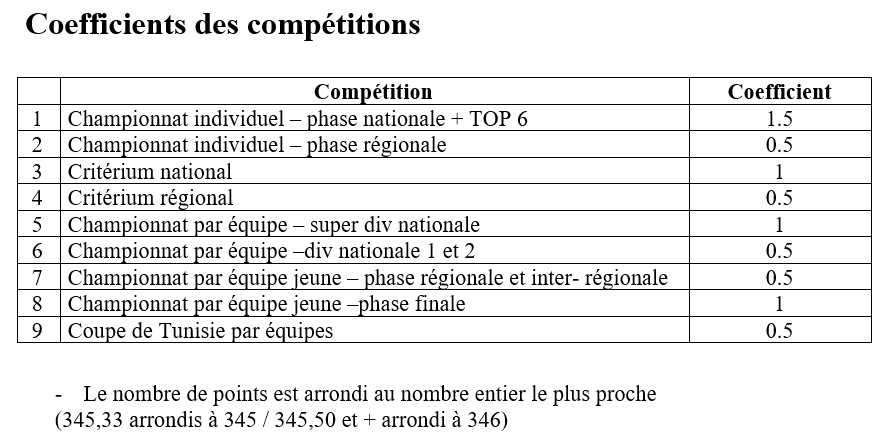 Coefficients des compétitions
Compétition Coefficient
1 Championnat individuel – phase nationale + TOP 6 1.5
2 Championnat individuel – phase régionale 0.5
3 Critérium national 1
4 Critérium régional 0.5
5 Championnat par équipe – super div nationale 1
6 Championnat par équipe –div nationale 1 et 2 0.5
7 Championnat par équipe jeune – phase régionale et inter- régionale 0.5
8 Championnat par équipe jeune –phase finale 1
9 Coupe de Tunisie par équipes 0.5
- Le nombre de points est arrondi au nombre entier le plus proche
(345,33 arrondis à 345 / 345,50 et + arrondi à 346)